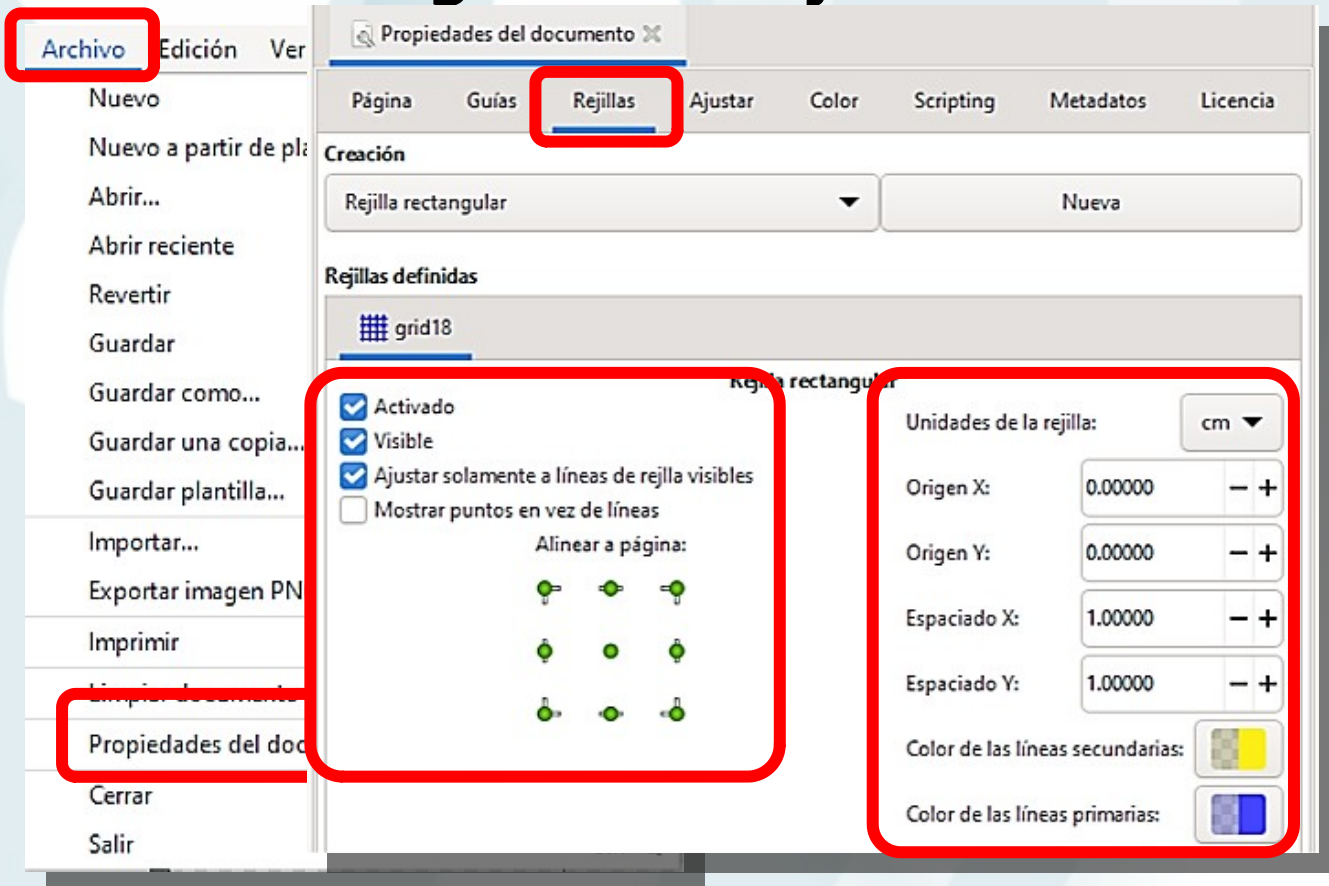 Archivo Edición Ver
Nuevo
Nuevo a partir de pla
Abrir...
Abrir reciente
Revertir
Guardar
Guardar como...
Guardar una copia...
Guardar plantilla...
Importar...
Exportar imagen PN
Imprimir
Limpiar documento
Propiedades del doc
Cerrar
Salir
Propiedades del documento
Página Guías Rejillas Ajustar Color Scripting Metadatos Licencia
Creación
Rejilla rectangular Nueva
Rejillas definidas
grid18
Rejilla rectangular
Activado
Visible
Ajustar solamente a líneas de rejlla visibles
Mostrar puntos en vez de líneas
Alinear a página:
Unidades de la rejilla: cm
Origen X: 0.00000
Origen Y: 0.00000
Espaciado X: 1.00000
Espaciado Y: 1.00000
Color de las líneas secundarias:
Color de las líneas primarias: